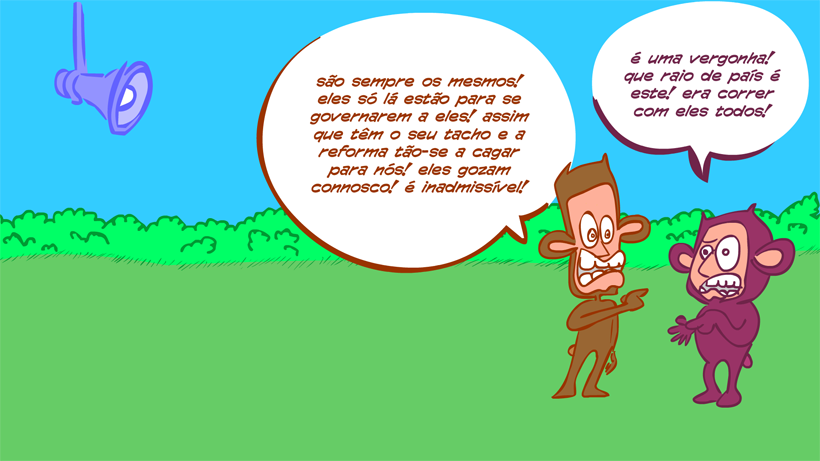 são sempre os mesmos!
eles só lá estão para se
governarem a eles! assim
que têm o seu tacho e a
reforma tão-se a cagar
para nós! eles gozam
connosco! é inadmissível!
é uma vergonha!
que raio de país é
este! era correr
com eles todos!